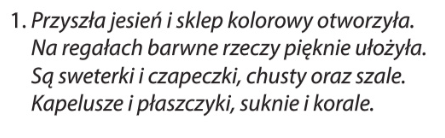 1. Przyszła jesień i sklep kolorowy otworzyła.
Na regałach barwne rzeczy pięknie ułożyła.
Są sweterki i czapeczki, chusty oraz szale.
Kapelusze i płaszczyki, suknie i korale.